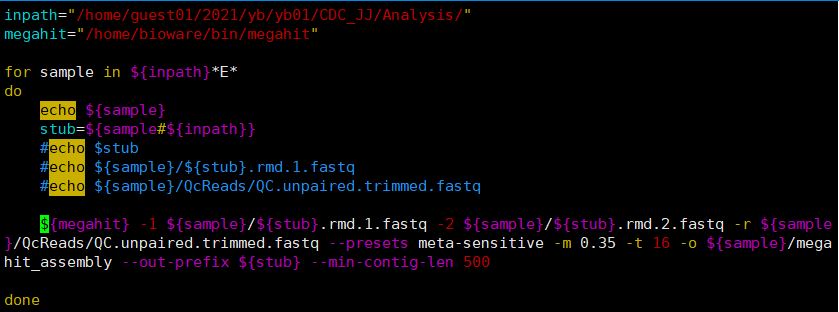 inpath="/home/guest01/2021/yb/yb01/CDC_JJ/Analysis/"
megahit="/home/bioware/bin/megahit"
for sample in ${inpath}*E*
do
echo ${sample}
stub=${sample#${inpath}}
#echo $stub
#echo ${sample}/${stub}.rmd.1.fastq
#echo ${sample}/QcReads/QC.unpaired.trimmed.fastq
${megahit} -1 ${sample}/${stub}.rmd.1.fastq -2 ${sample}/${stub}.rmd.2.fastq -r ${sample
}/QcReads/QC.unpaired.trimmed.fastq --presets meta-sensitive -m 0.35 -t 16 -o ${sample}/mega
hit_assembly --out-prefix ${stub} --min-contig-len 500
done